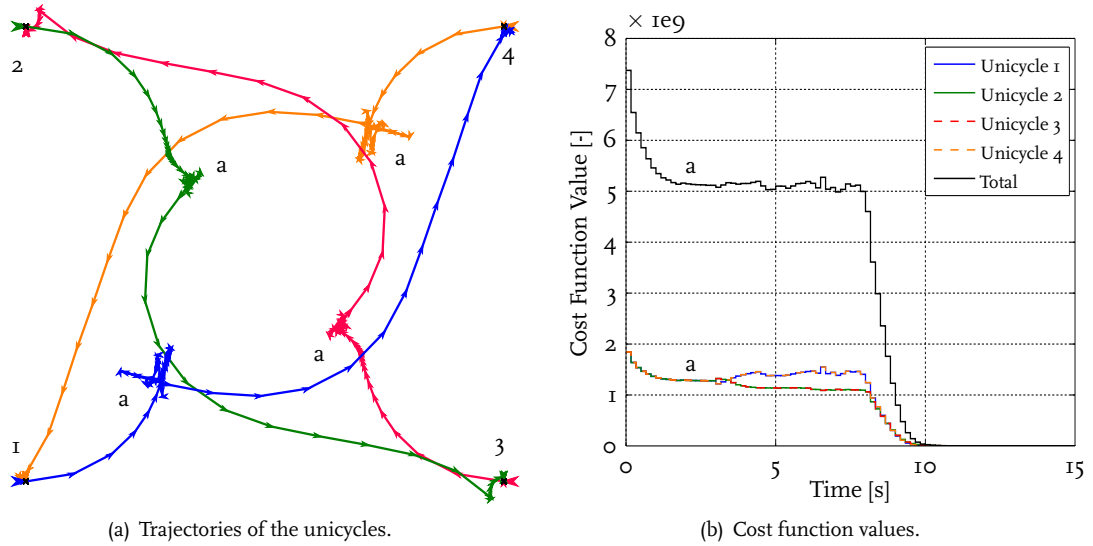 2
4
a
a
a
a
1
3
(a) Trajectories of the unicycles.
× 1e9
8
7
6
5
4
3
2
1
0
Cost Function Value [-]
a
a
Unicycle 1
Unicycle 2
Unicycle 3
Unicycle 4
Total
0
5
10
15
Time [s]
(b) Cost function values.